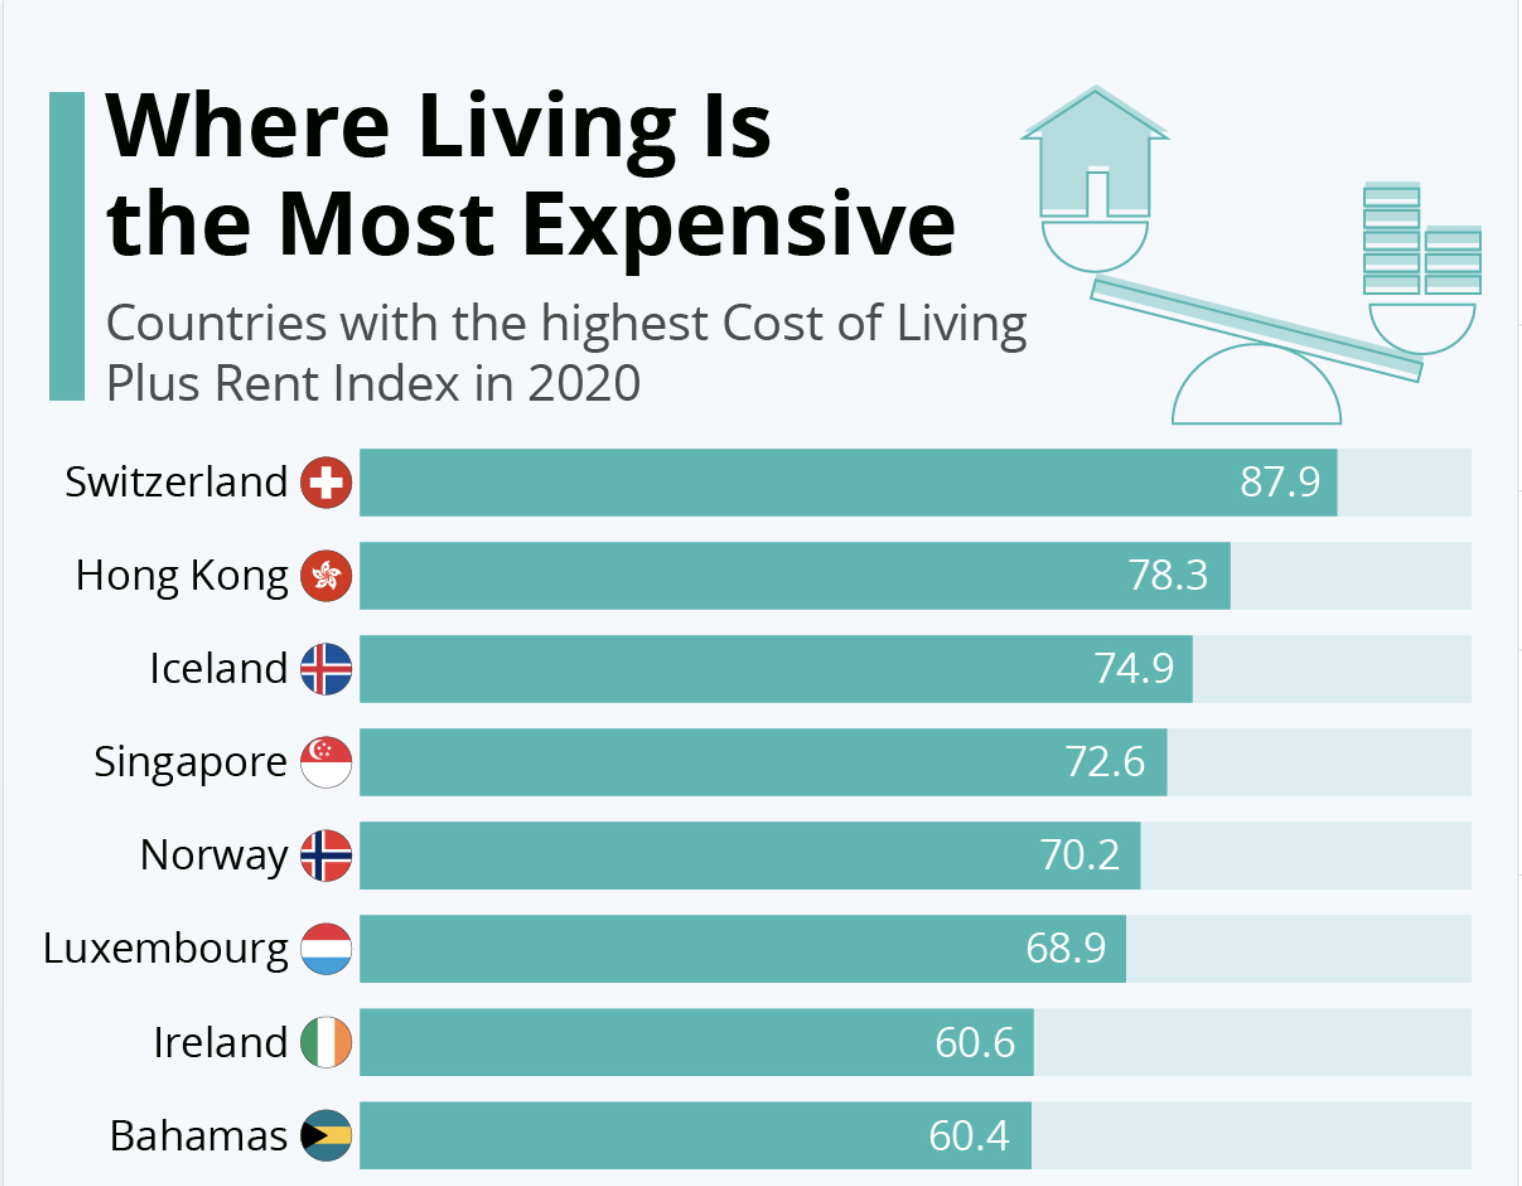 Where Living Is
the Most Expensive
Countries with the highest Cost of Living
Plus Rent Index in 2020
Switzerland 87.9
Hong Kong 78.3
Iceland 74.9
Singapore 72.6
Norway 70.2
Luxembourg 68.9
Ireland 60.6
Bahamas 60.4